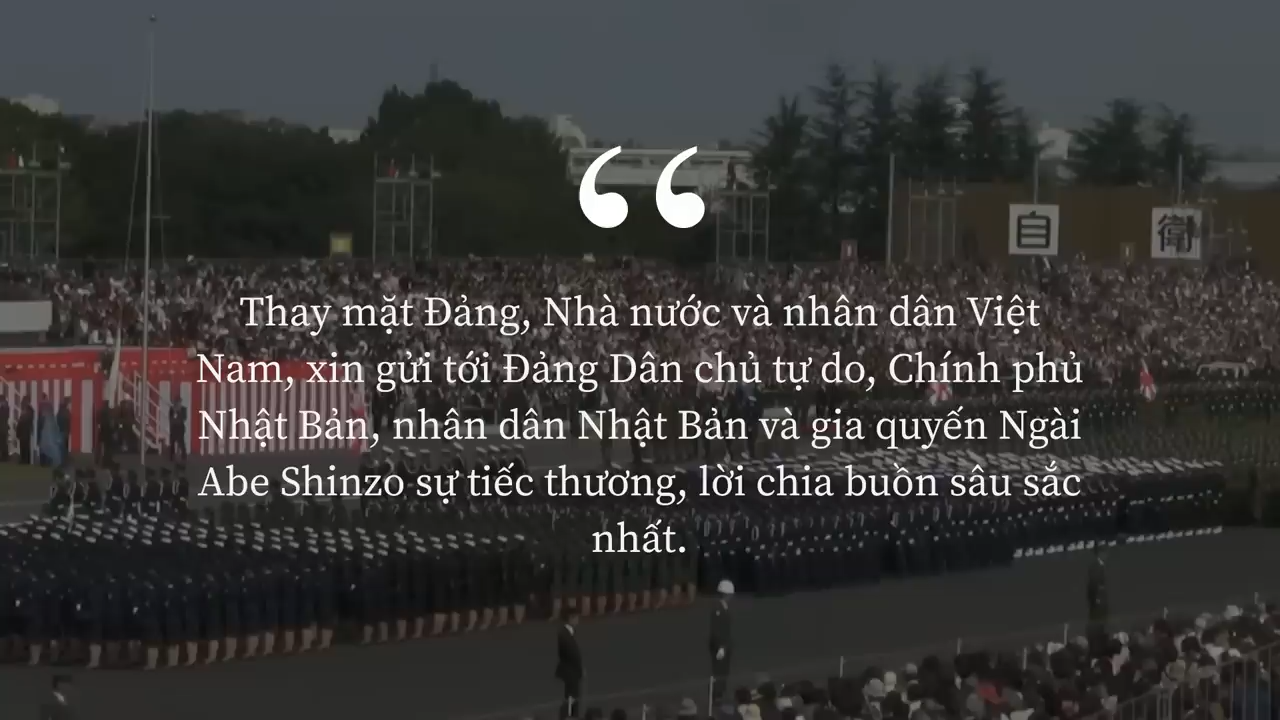 自 衛
“
Thay mặt Đảng, Nhà nước và nhân dân Việt
Nam, xin gửi tới Đảng Dân chủ tự do, Chính phủ
Nhật Bản, nhân dân Nhật Bản và gia quyến Ngài
Abe Shinzo sự tiếc thương, lời chia buồn sâu sắc
nhất.